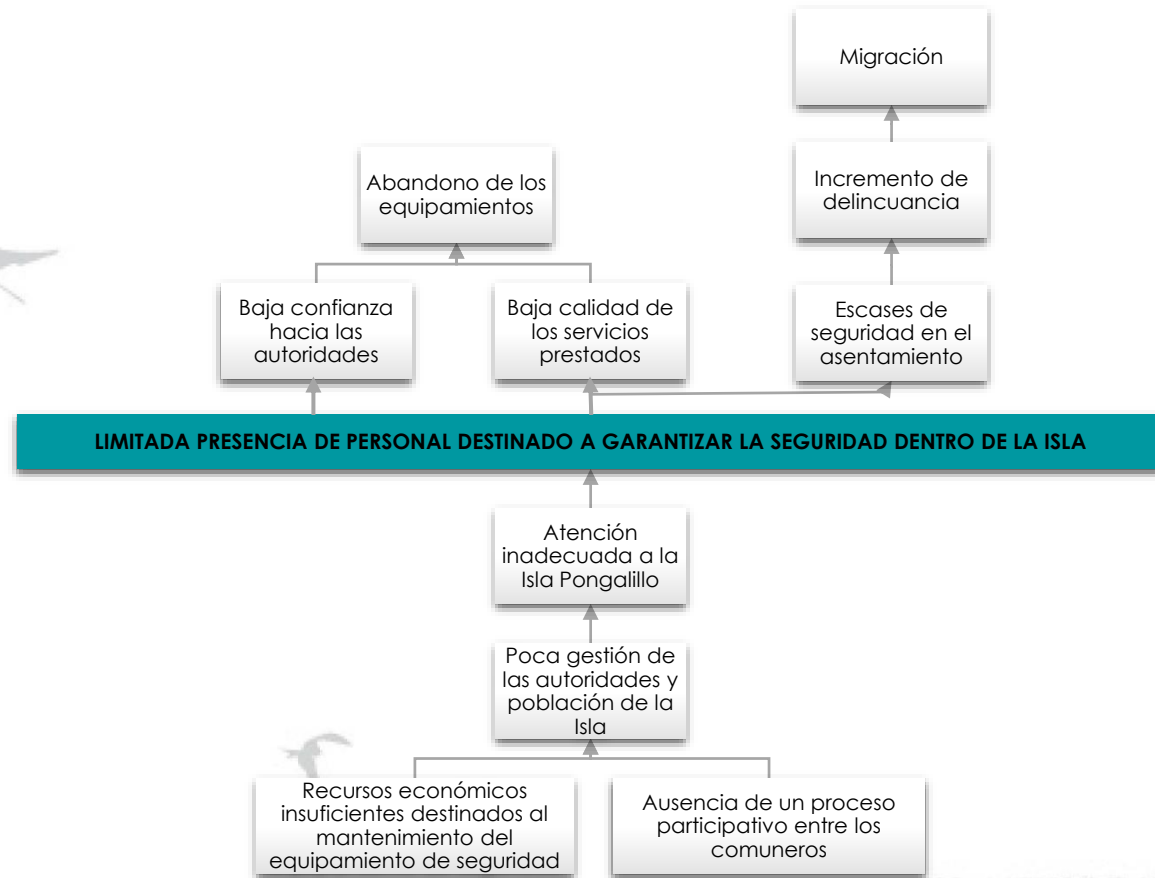 Migración
Abandono de los
equipamientos
Incremento de
delincuancia
Baja confianza
hacia las
autoridades
Baja calidad de
los servicios
prestados
Escases de
seguridad en el
asentamiento
LIMITADA PRESENCIA DE PERSONAL DESTINADO A GARANTIZAR LA SEGURIDAD DENTRO DE LA ISLA
Atención
inadecuada a la
Isla Pongalillo
Poca gestión de
las autoridades y
población de la
Isla
Recursos económicos
insuficientes destinados al
mantenimiento del
equipamiento de seguridad
Ausencia de un proceso
participativo entre los
comuneros